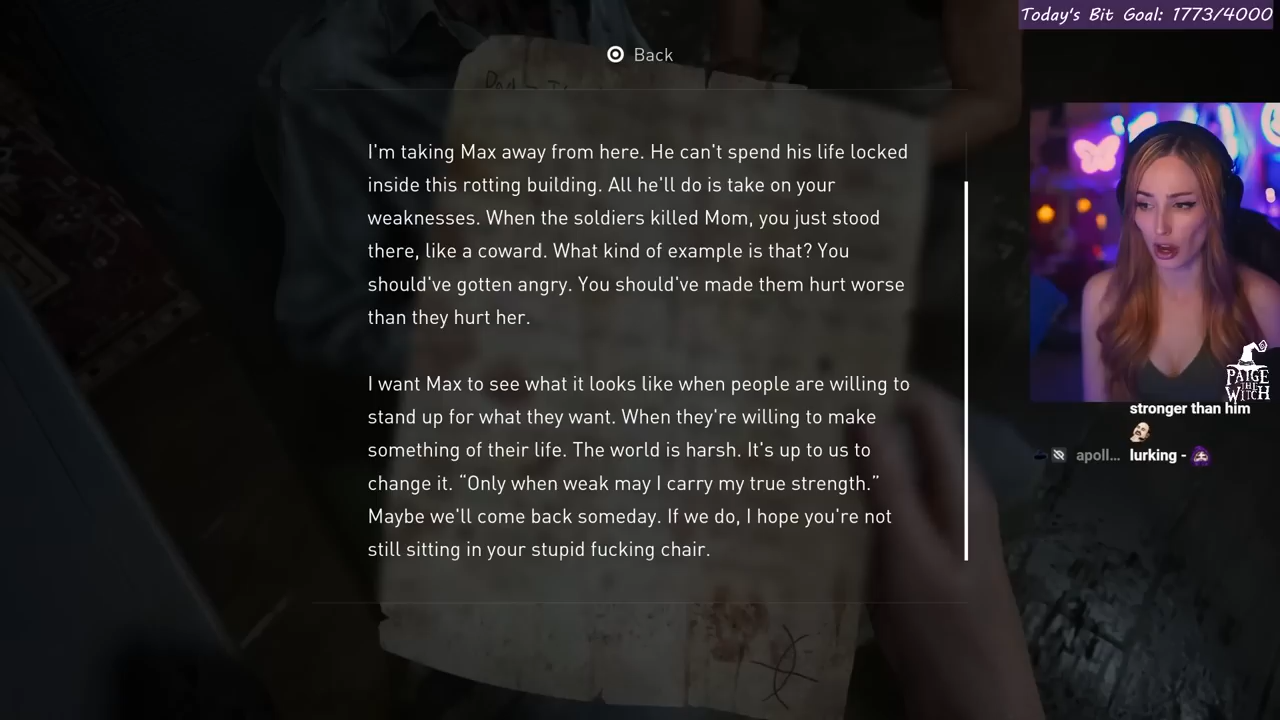 Today's Bit Goal: 1773/4000
Back
I'm taking Max away from here. He can't spend his life locked
inside this rotting building. All he'll do is take on your
weaknesses. When the soldiers killed Mom, you just stood
there, like a coward. What kind of example is that? You
should've gotten angry. You should've made them hurt worse
than they hurt her.
I want Max to see what it looks like when people are willing to
stand up for what they want. When they're willing to make
something of their life. The world is harsh. It's up to us to
change it. “Only when weak may I carry my true strength.”
Maybe we'll come back someday. If we do, I hope you're not
still sitting in your stupid fucking chair.
PAIGE
THE
WITCH
stronger than him
apoll... lurking -